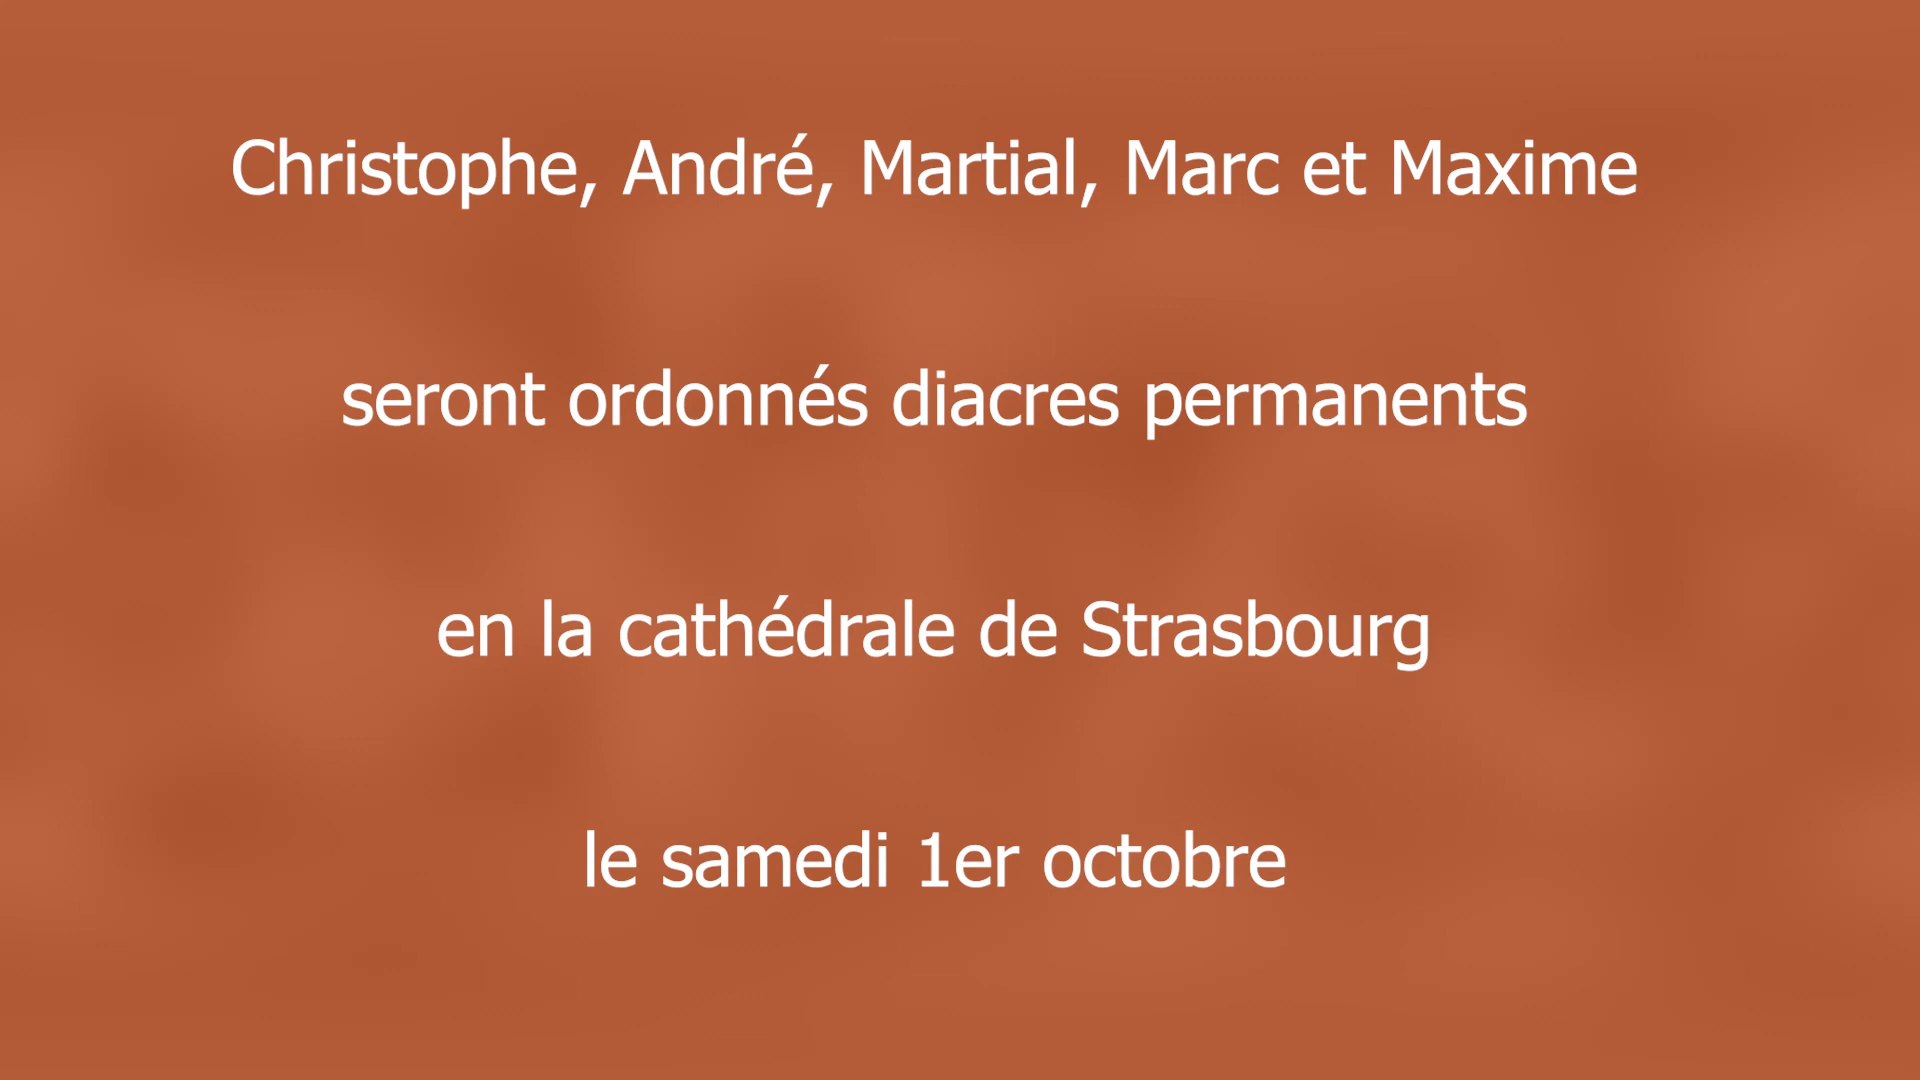 Christophe, André, Martial, Marc et Maxime
seront ordonnés diacres permanents
en la cathédrale de Strasbourg
le samedi 1er octobre